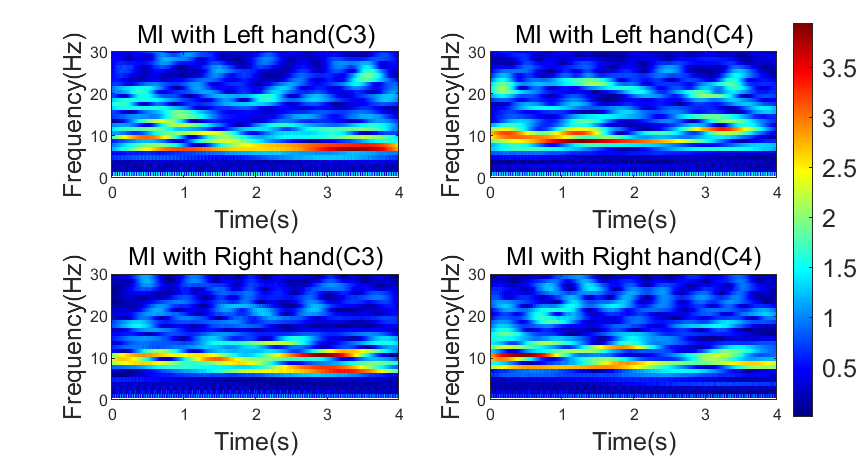 MI with Left hand(C3)
Frequency(Hz)
30
20
10
0
0 1 2 3 4
Time(s)
MI with Left hand(C4)
Frequency(Hz)
30
20
10
0
0 1 2 3 4
Time(s)
MI with Right hand(C3)
Frequency(Hz)
30
20
10
0
0 1 2 3 4
Time(s)
MI with Right hand(C4)
Frequency(Hz)
30
20
10
0
0 1 2 3 4
Time(s)
3.5
3
2.5
2
1.5
1
0.5